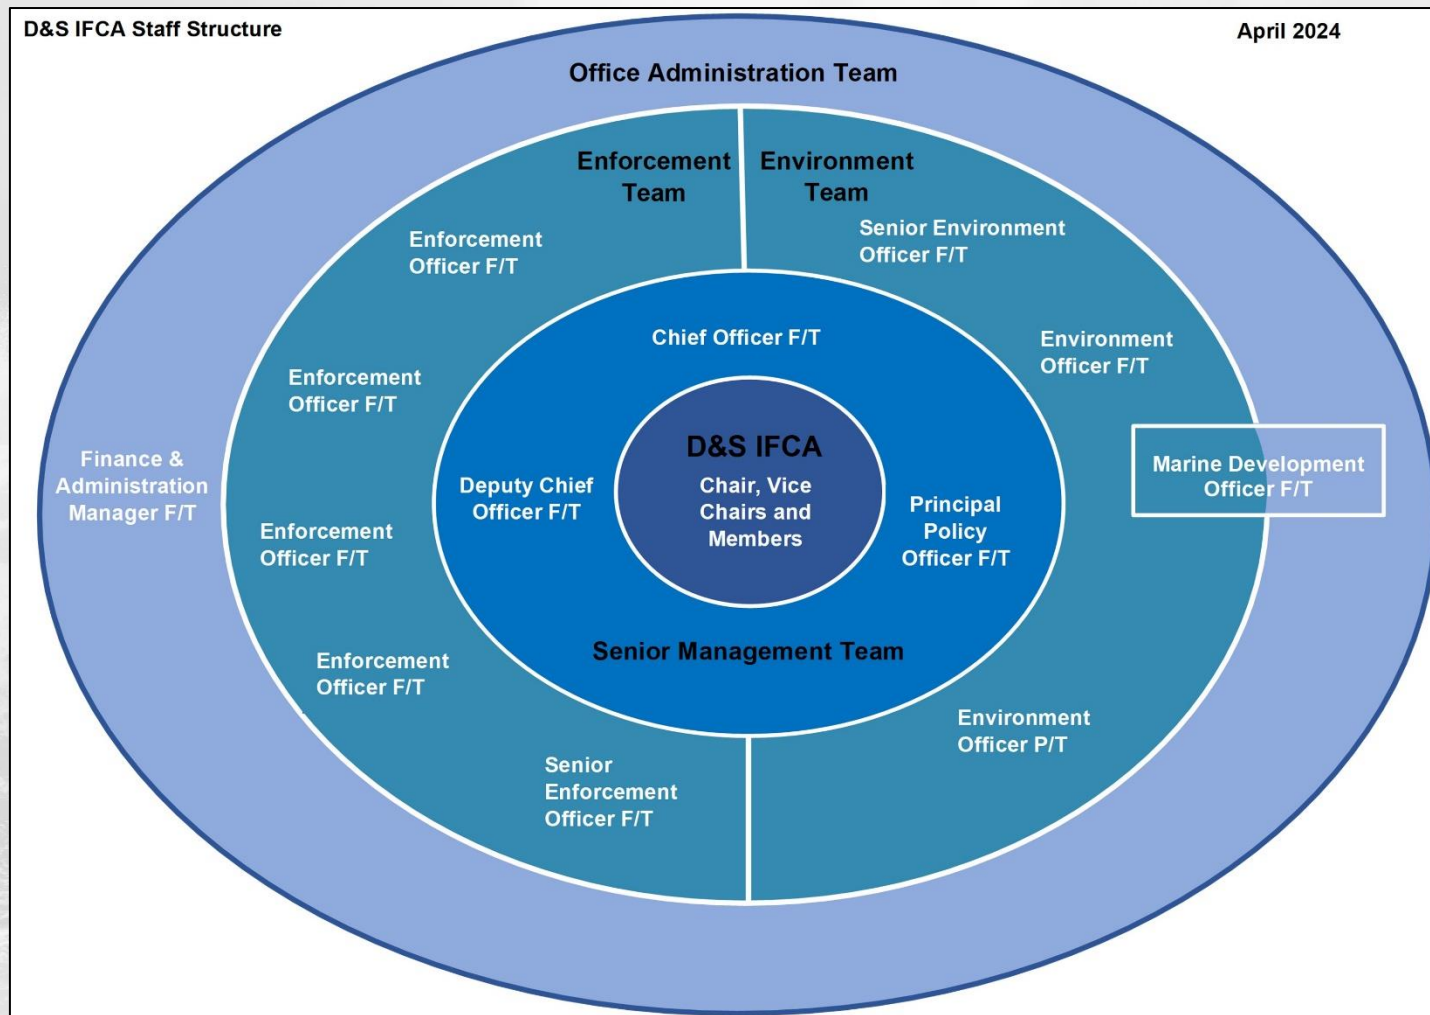 D&S IFCA Staff Structure
April 2024
Office Administration Team
Enforcement
Team
Environment
Team
Enforcement
Officer F/T
Senior Environment
Officer F/T
Chief Officer F/T
Environment
Officer F/T
Enforcement
Officer F/T
D&S IFCA
Chair, Vice
Chairs and
Members
Finance &
Administration
Manager F/T
Deputy Chief
Officer F/T
Principal
Policy
Officer F/T
Marine Development
Officer F/T
Enforcement
Officer F/T
Senior Management Team
Enforcement
Officer F/T
Environment
Officer P/T
Senior
Enforcement
Officer F/T